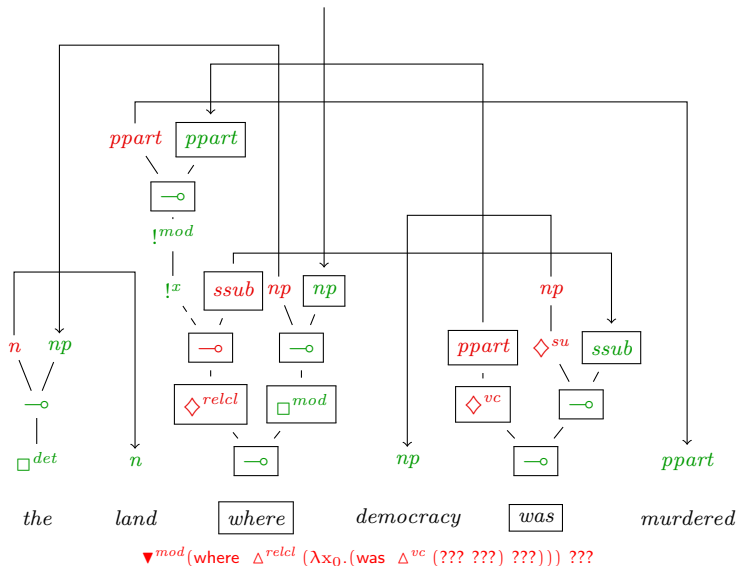 ppart ppart
⊸
!^mod
!^x ssub np np np
n np ⊸ ⊸ ppart ◇^su ssub
⊸ ◇^relcl □^mod ◇^vc ⊸
□^det n ⊸ np ⊸ ppart
the land where democracy was murdered
▼^mod(where △^relcl (λx₀.(was △^vc (??? ???) ???))) ???